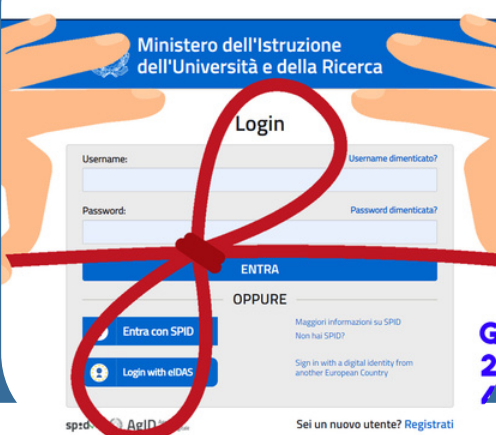 Ministero dell'Istruzione
dell'Università e della Ricerca
Login
Username:
Username dimenticato?
Password:
Password dimenticata?
ENTRA
OPPURE
Entra con SPID
Maggiori informazioni su SPID
Non hai SPID?
Login with eIDAS
Sign in with a digital identity from
another European Country
AgID
Sei un nuovo utente? Registrati
G
2